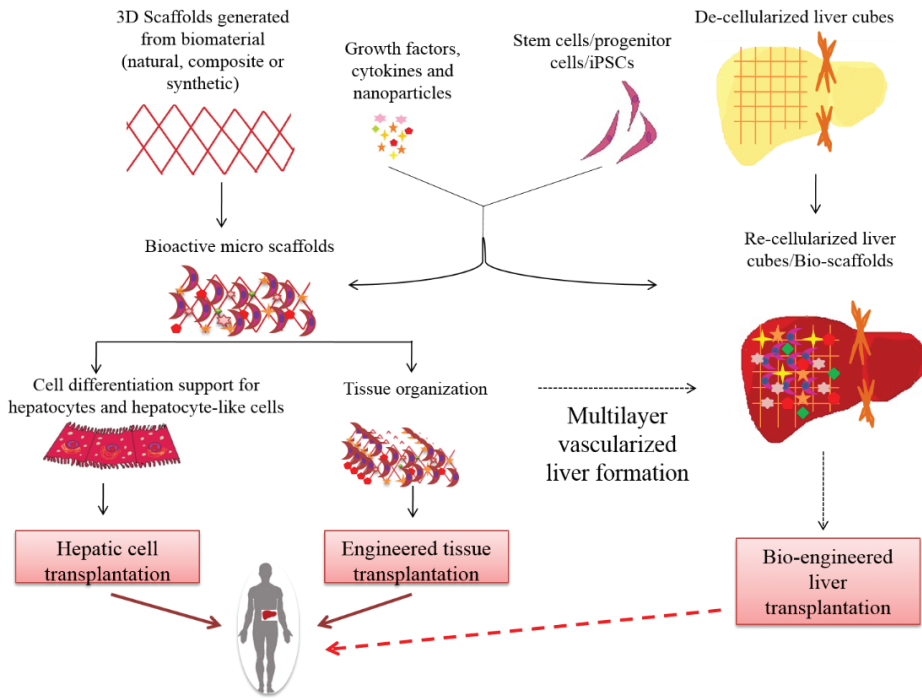 3D Scaffolds generated
from biomaterial
(natural, composite or
synthetic)
Growth factors,
cytokines and
nanoparticles
Stem cells/progenitor
cells/iPSCs
De-cellularized liver cubes
Bioactive micro scaffolds
Re-cellularized liver
cubes/Bio-scaffolds
Cell differentiation support for
hepatocytes and hepatocyte-like cells
Tissue organization
Multilayer
vascularized
liver formation
Hepatic cell
transplantation
Engineered tissue
transplantation
Bio-engineered
liver
transplantation